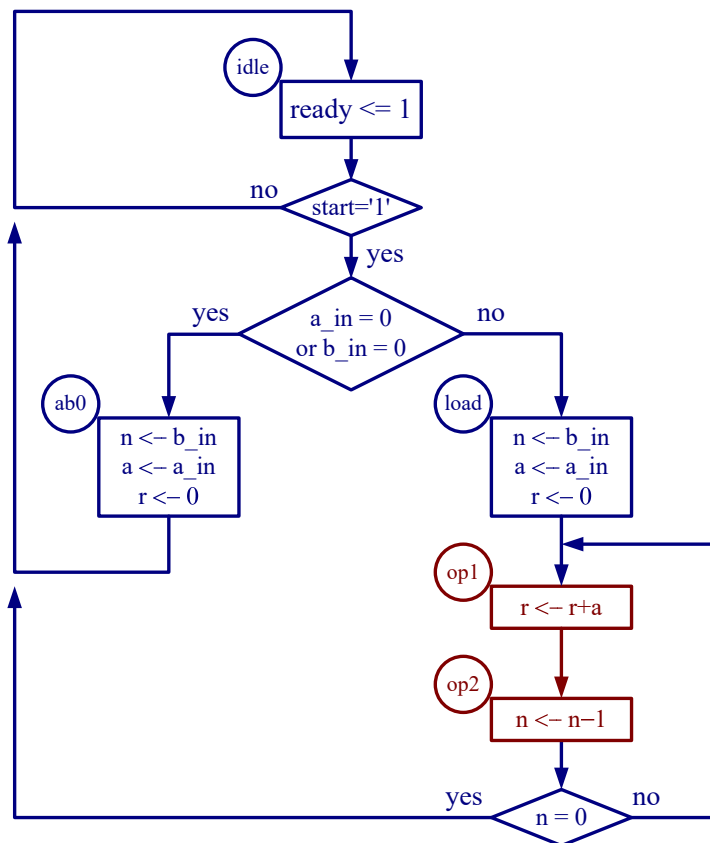 idle
ready <= 1
no
start='1'
yes
yes
a_in = 0
or b_in = 0
no
ab0
n <– b_in
a <– a_in
r <– 0
load
n <– b_in
a <– a_in
r <– 0
op1
r <– r+a
op2
n <– n−1
yes
n = 0
no